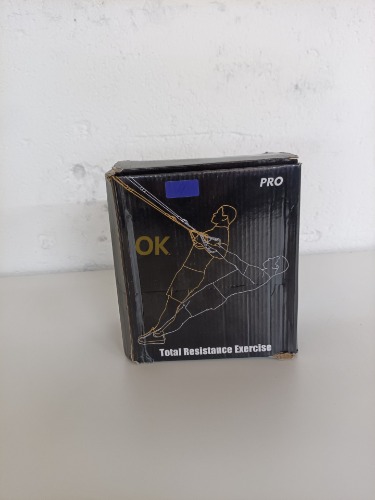 PRO
OK
Total Resistance Exercise